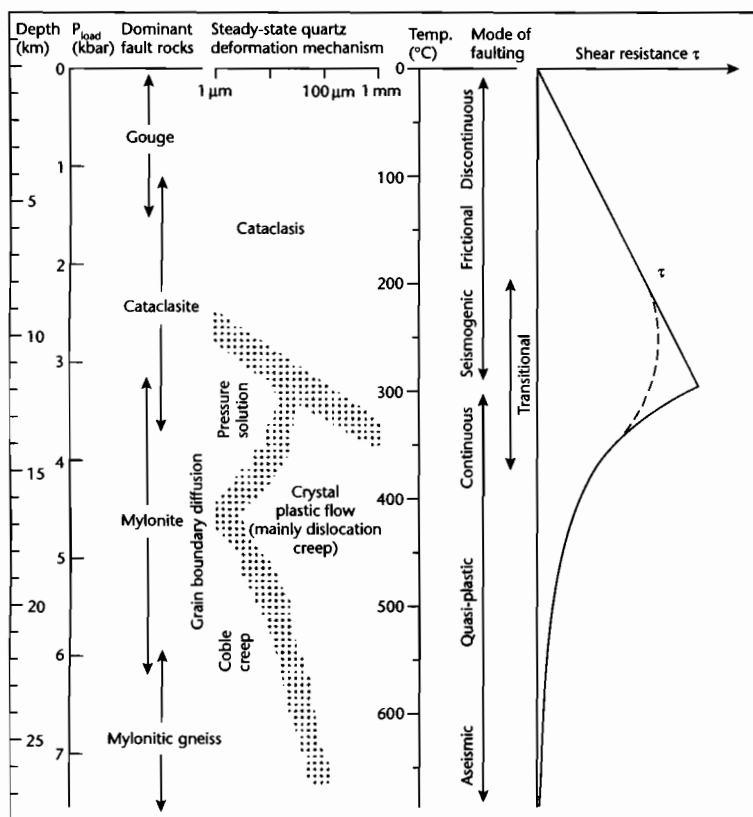 Depth
(km)
P_load
(kbar)
Dominant
fault rocks
Steady-state quartz
deformation mechanism
Temp.
(°C)
Mode of
faulting
Shear resistance τ
0
1 μm
100 μm
1 mm
0
Gouge
1
5
Cataclasis
2
Cataclasite
10
3
Pressure
solution
4
15
Mylonite
Grain boundary diffusion
Crystal
plastic flow
(mainly dislocation
creep)
5
20
6
Coble
creep
25
Mylonitic gneiss
7
100
200
300
400
500
600
Discontinuous
Frictional
Seismogenic
Transitional
Continuous
Quasi-plastic
Aseismic
τ